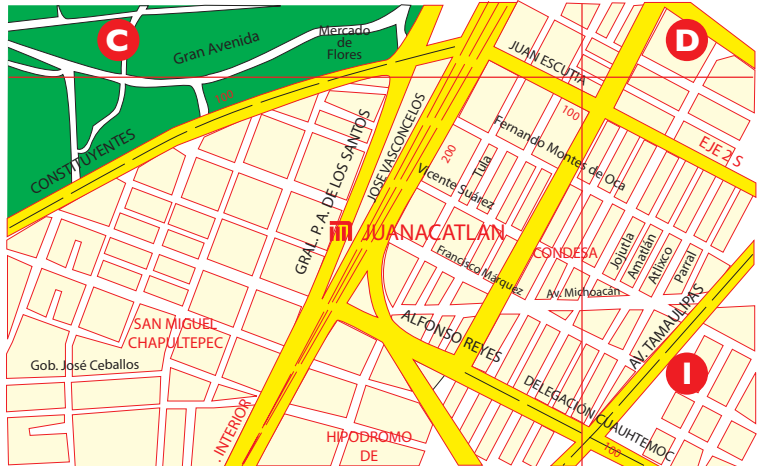 C
Gran Avenida
Mercado
de
Flores
JUAN ESCUTIA
D
100
100
EJE 2 S
CONSTITUYENTES
GRAL. P. A. DE LOS SANTOS
JOSE VASCONCELOS
200
Tula
Fernando Montes de Oca
Vicente Suárez
JUANACATLAN
Francisco Márquez
CONDESA
Jojutla
Amatlán
Atlixco
Parral
Av. Michoacán
SAN MIGUEL
CHAPULTEPEC
ALFONSO REYES
AV. TAMAULIPAS
Gob. José Ceballos
I
DELEGACIÓN CUAUHTEMOC
. INTERIOR
HIPODROMO
DE
100